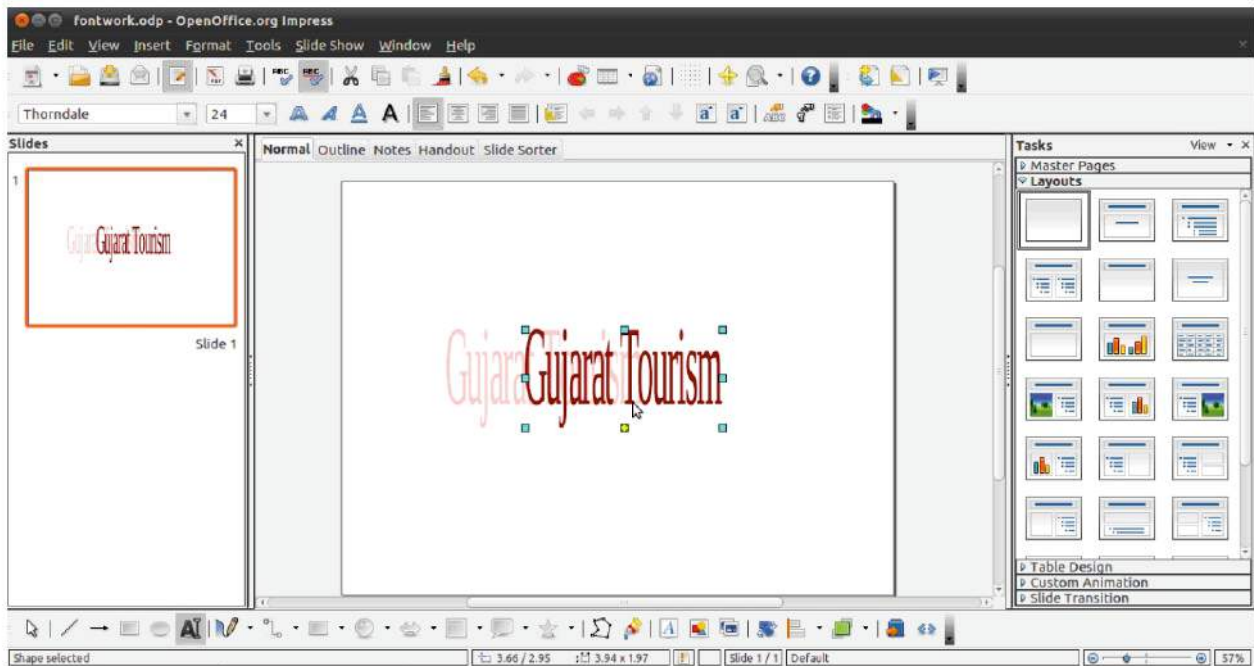 fontwork.odp - OpenOffice.org Impress
File Edit View Insert Format Tools Slide Show Window Help
Thorndale 24
Slides
Normal Outline Notes Handout Slide Sorter
Tasks View
Master Pages
Layouts
1
Gujarat Tourism
Slide 1
Gujarat Tourism
Table Design
Custom Animation
Slide Transition
Shape selected 3.66 / 2.95 3.94 x 1.97 Slide 1 / 1 Default 57%